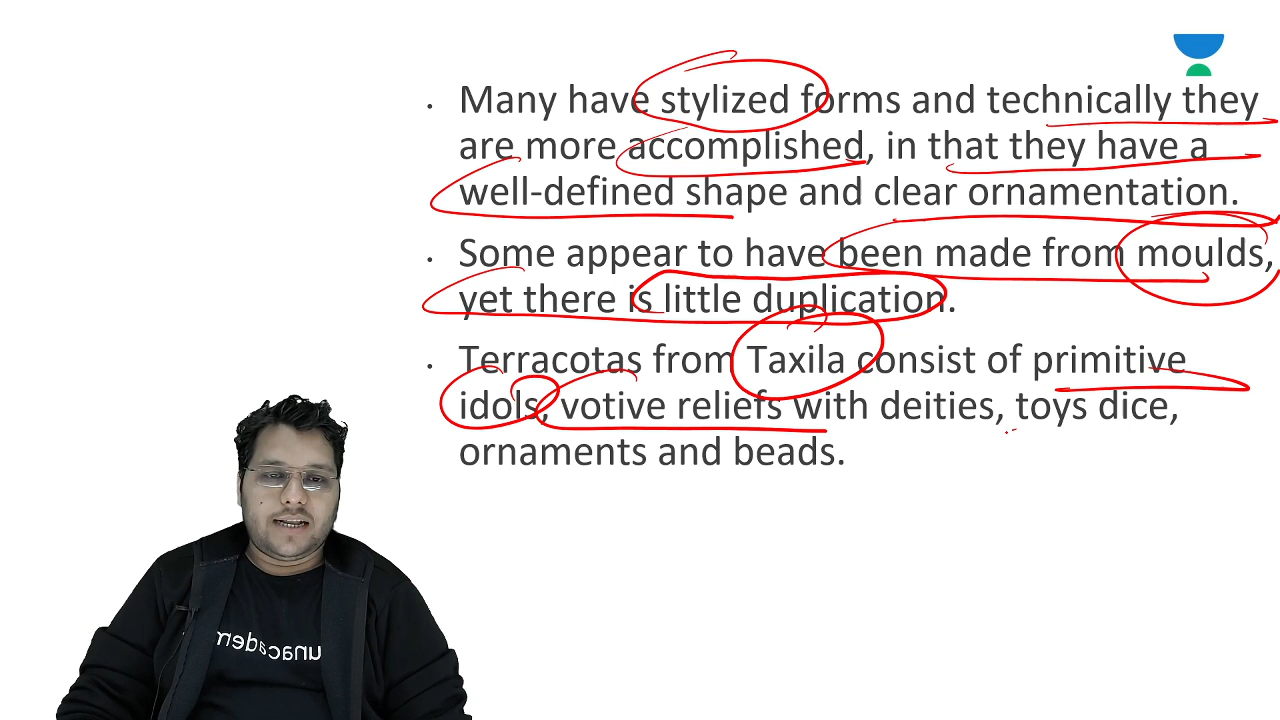 . Many have stylized forms and technically they
are more accomplished, in that they have a
well-defined shape and clear ornamentation.
. Some appear to have been made from moulds,
yet there is little duplication.
. Terracotas from Taxila consist of primitive
idols, votive reliefs with deities, toys dice,
ornaments and beads.
unacadem